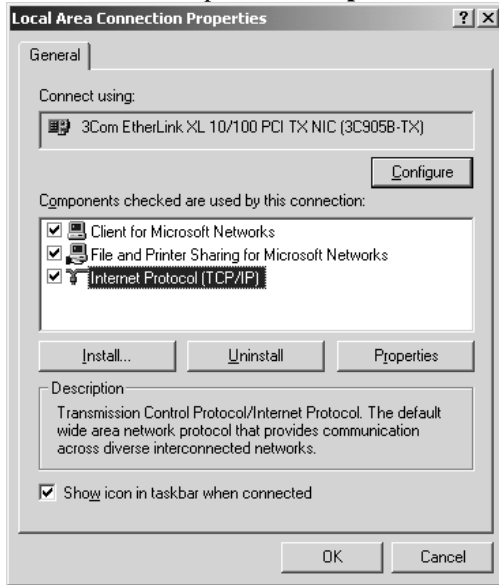 Local Area Connection Properties
General
Connect using:
3Com EtherLink XL 10/100 PCI TX NIC (3C905B-TX)
Configure
Components checked are used by this connection:
Client for Microsoft Networks
File and Printer Sharing for Microsoft Networks
Internet Protocol (TCP/IP)
Install... Uninstall Properties
Description
Transmission Control Protocol/Internet Protocol. The default
wide area network protocol that provides communication
across diverse interconnected networks.
Show icon in taskbar when connected
OK Cancel